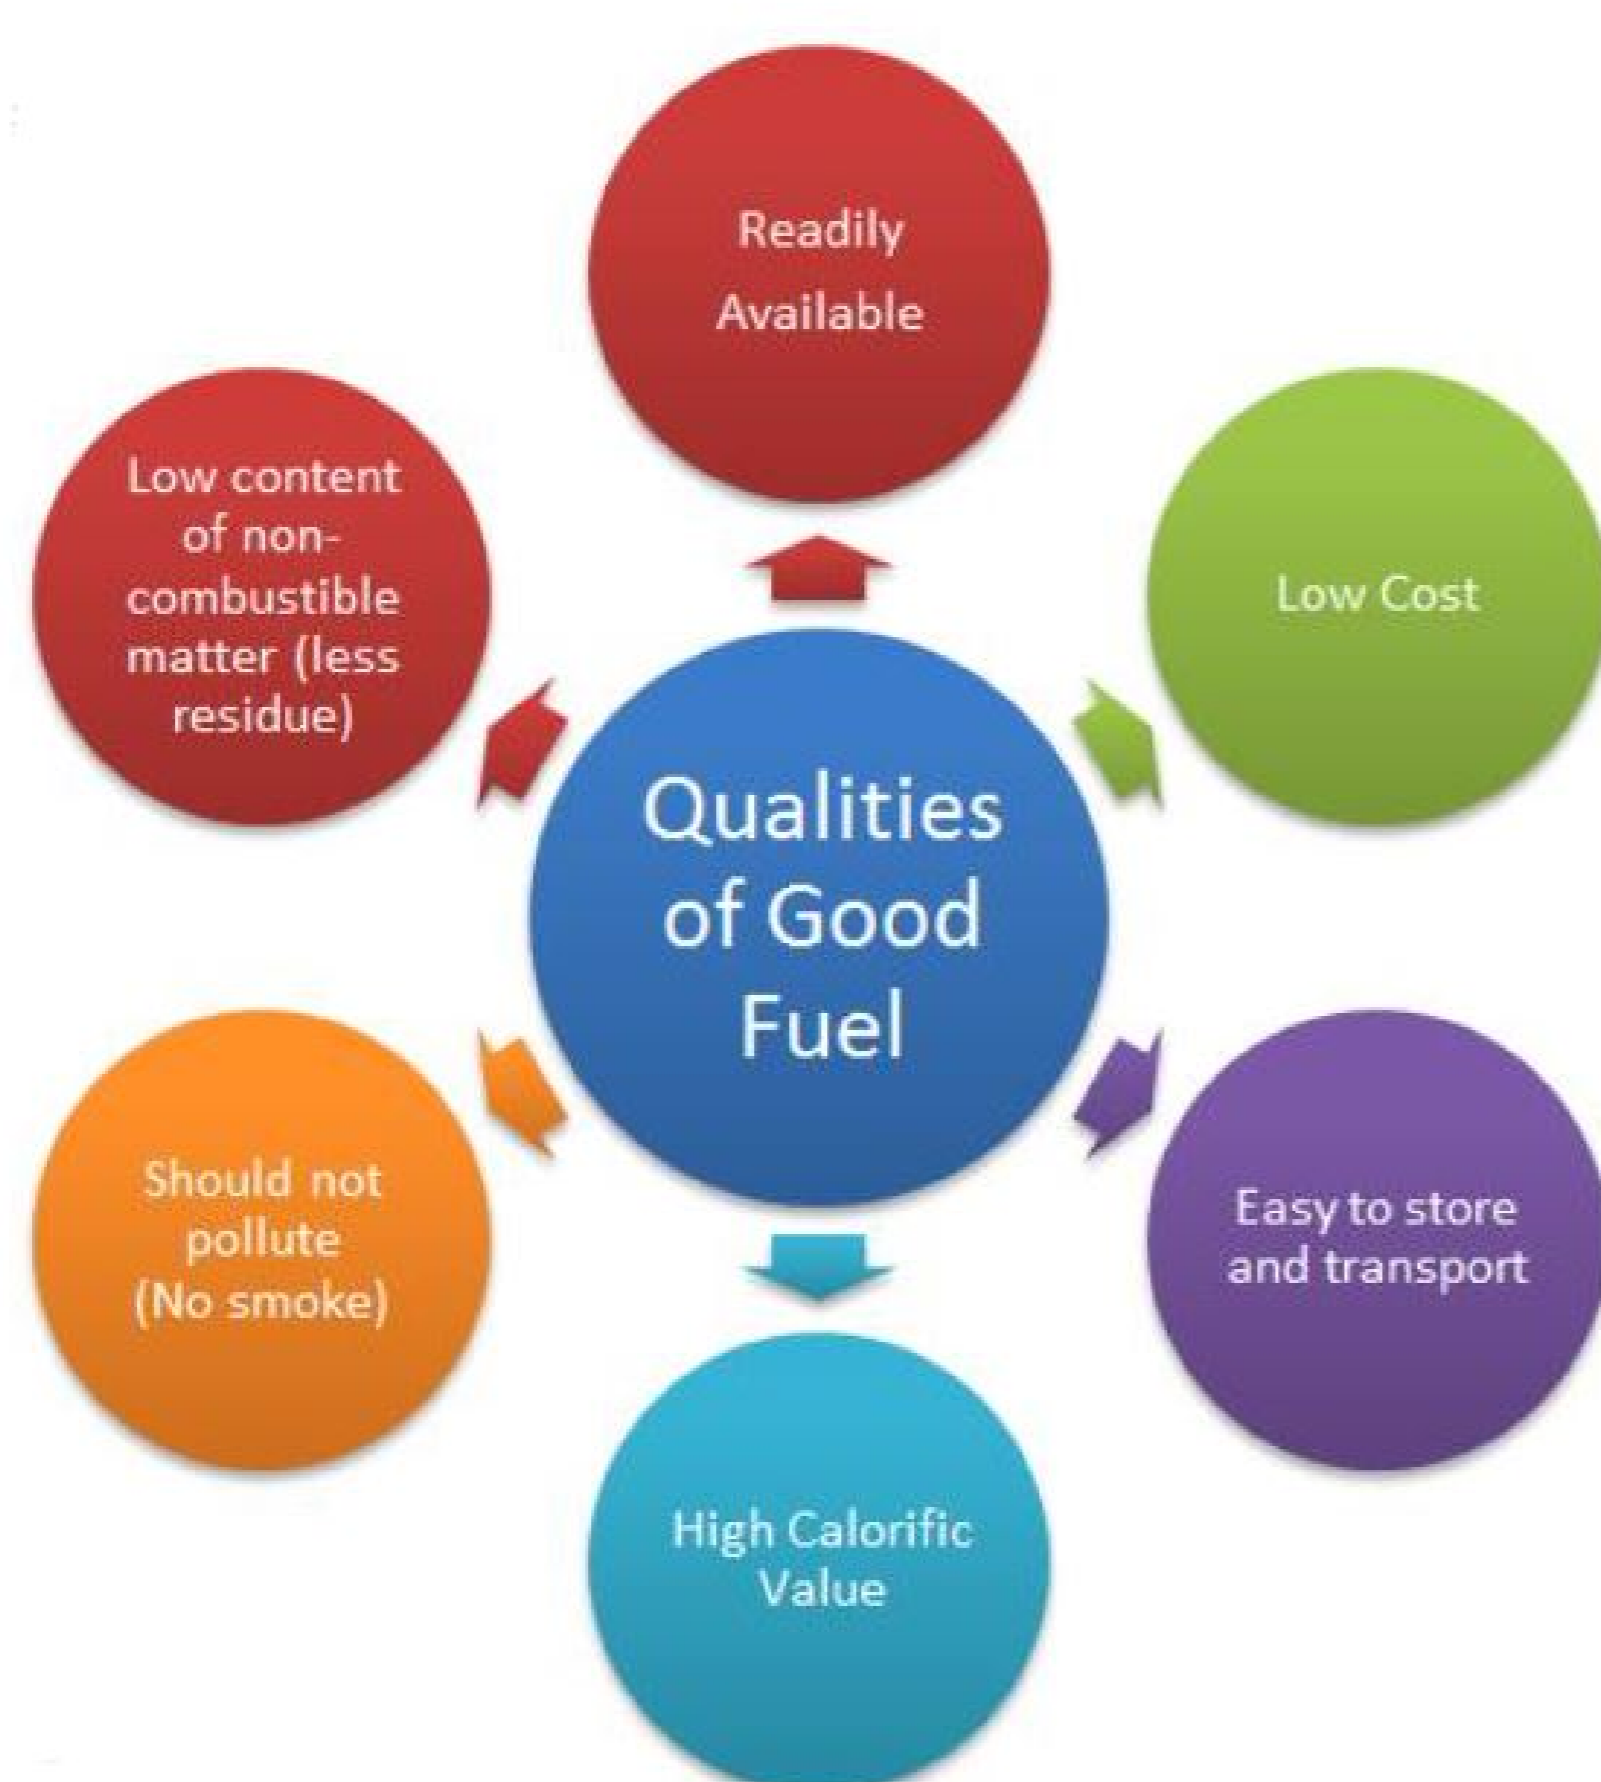 Readily
Available
Low Cost
Easy to store
and transport
High Calorific
Value
Should not
pollute
(No smoke)
Low content
of non-
combustible
matter (less
residue)
Qualities
of Good
Fuel